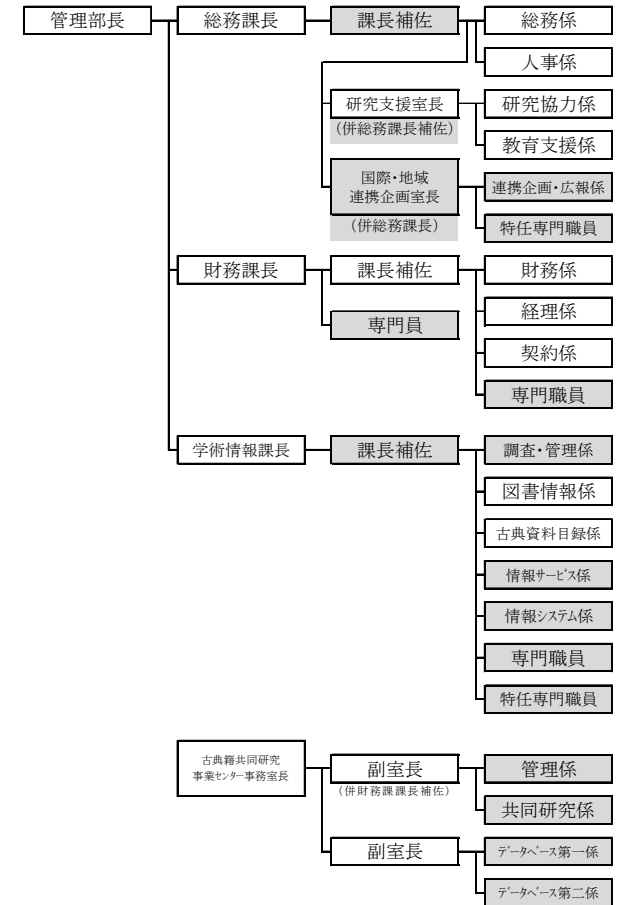 管理部長
総務課長
課長補佐
総務係
人事係
研究支援室長
(併総務課長補佐)
研究協力係
教育支援係
国際・地域
連携企画室長
(併総務課長)
連携企画・広報係
特任専門職員
財務課長
課長補佐
財務係
専門員
経理係
契約係
専門職員
学術情報課長
課長補佐
調査・管理係
図書情報係
古典資料目録係
情報サービス係
情報システム係
専門職員
特任専門職員
古典籍共同研究
事業センター事務室長
副室長
(併財務課課長補佐)
管理係
共同研究係
副室長
データベース第一係
データベース第二係